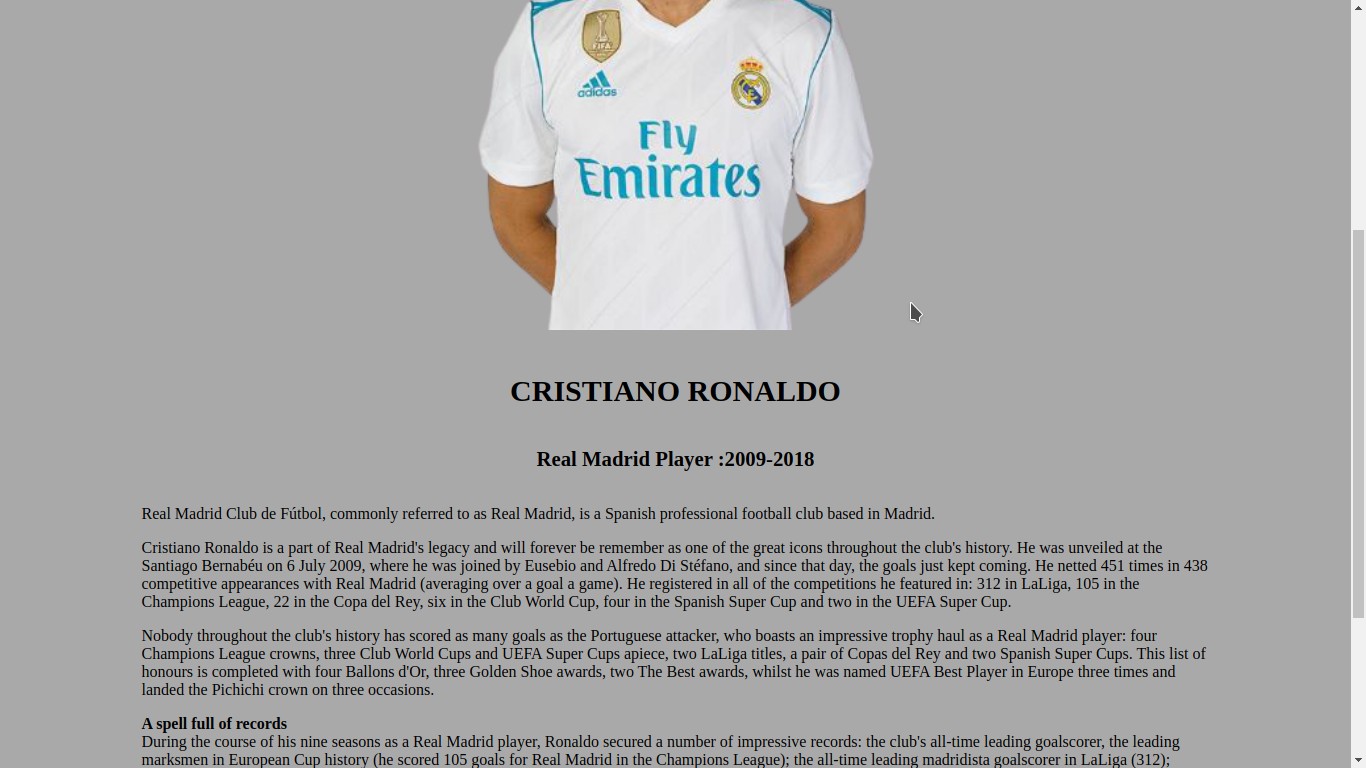 FIFA
adidas
Fly
Emirates
CRISTIANO RONALDO
Real Madrid Player :2009-2018
Real Madrid Club de Fútbol, commonly referred to as Real Madrid, is a Spanish professional football club based in Madrid.
Cristiano Ronaldo is a part of Real Madrid's legacy and will forever be remember as one of the great icons throughout the club's history. He was unveiled at the
Santiago Bernabéu on 6 July 2009, where he was joined by Eusebio and Alfredo Di Stéfano, and since that day, the goals just kept coming. He netted 451 times in 438
competitive appearances with Real Madrid (averaging over a goal a game). He registered in all of the competitions he featured in: 312 in LaLiga, 105 in the
Champions League, 22 in the Copa del Rey, six in the Club World Cup, four in the Spanish Super Cup and two in the UEFA Super Cup.
Nobody throughout the club's history has scored as many goals as the Portuguese attacker, who boasts an impressive trophy haul as a Real Madrid player: four
Champions League crowns, three Club World Cups and UEFA Super Cups apiece, two LaLiga titles, a pair of Copas del Rey and two Spanish Super Cups. This list of
honours is completed with four Ballons d'Or, three Golden Shoe awards, two The Best awards, whilst he was named UEFA Best Player in Europe three times and
landed the Pichichi crown on three occasions.
A spell full of records
During the course of his nine seasons as a Real Madrid player, Ronaldo secured a number of impressive records: the club's all-time leading goalscorer, the leading
marksmen in European Cup history (he scored 105 goals for Real Madrid in the Champions League); the all-time leading madridista goalscorer in LaLiga (312);